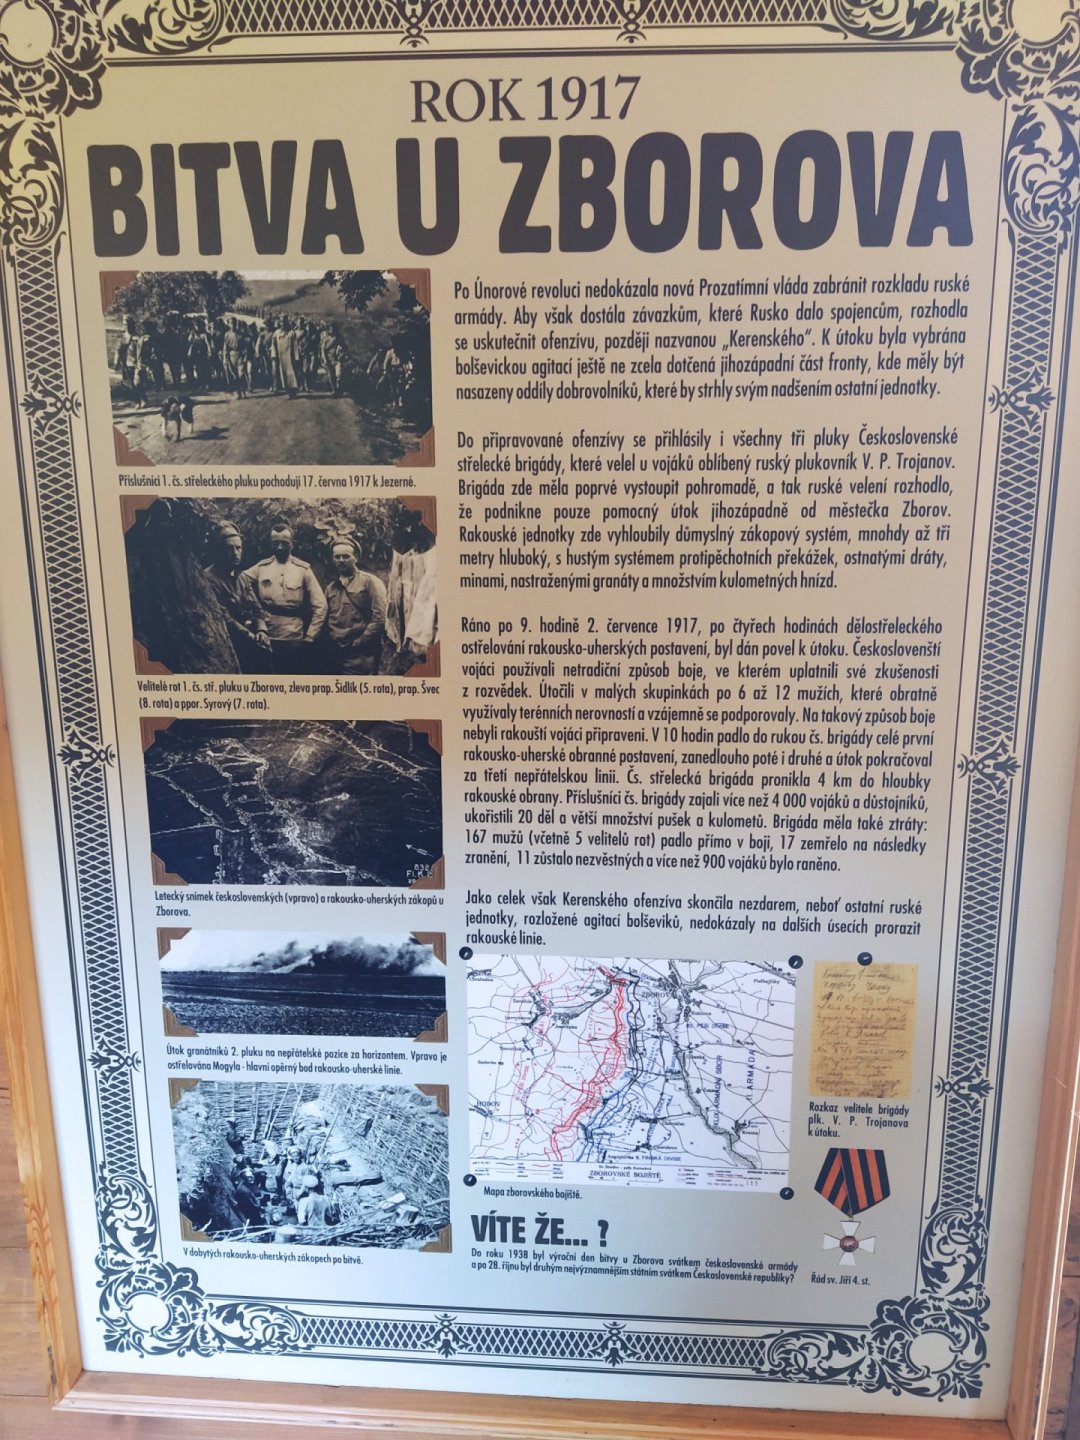 ROK 1917
BITVA U ZBOROVA
Po Únorové revoluci nedokázala nová Prozatímní vláda zabránit rozkladu ruské
armády. Aby však dostála závazkům, které Rusko dalo spojencům, rozhodla
se uskutečnit ofenzívu, později nazvanou „Kerenského“. K útoku byla vybrána
bolševickou agitací ještě ne zcela dotčená jihozápadní část fronty, kde měly být
nasazeny oddíly dobrovolníků, které by strhly svým nadšením ostatní jednotky.
Do připravované ofenzívy se přihlásily i všechny tři pluky Československé
střelecké brigády, které velel u vojáků oblíbený ruský plukovník V. P. Trojanov.
Brigáda zde měla poprvé vystoupit pohromadě, a tak ruské velení rozhodlo,
že podnikne pouze pomocný útok jihozápadně od městečka Zborov.
Rakouské jednotky zde vyhloubily důmyslný zákopový systém, mnohdy až tři
metry hluboký, s hustým systémem protipěchotních překážek, ostnatými dráty,
minami, nastraženými granáty a množstvím kulometných hnízd.
Ráno po 9. hodině 2. července 1917, po čtyřech hodinách dělostřeleckého
ostřelování rakousko-uherských postavení, byl dán povel k útoku. Českoslovenští
vojáci používali netradiční způsob boje, ve kterém uplatnili své zkušenosti
z rozvědek. Útočili v malých skupinkách po 6 až 12 mužích, které obratně
využívaly terénních nerovností a vzájemně se podporovaly. Na takový způsob boje
nebyli rakouští vojáci připraveni. V 10 hodin padlo do rukou čs. brigády celé první
rakousko-uherské obranné postavení, zanedlouho poté i druhé a útok pokračoval
za třetí nepřátelskou linii. Čs. střelecká brigáda pronikla 4 km do hloubky
rakouské obrany. Příslušníci čs. brigády zajali více než 4 000 vojáků a důstojníků,
ukořistili 20 děl a větší množství pušek a kulometů. Brigáda měla také ztráty:
167 mužů (včetně 5 velitelů rot) padlo přímo v boji, 17 zemřelo na následky
zranění, 11 zůstalo nezvěstných a více než 900 vojáků bylo raněno.
Jako celek však Kerenského ofenzíva skončila nezdarem, neboť ostatní ruské
jednotky, rozložené agitací bolševiků, nedokázaly na dalších úsecích prorazit
rakouské linie.
Příslušníci 1. čs. střeleckého pluku pochodují 17. června 1917 k Jezerné.
Velitelé rot 1. čs. stř. pluku u Zborova, zleva prap. Šidlík (5. rota), prap. Švec
(8. rota) a ppor. Syrový (7. rota).
832
Letecký snímek československých (vpravo) a rakousko-uherských zákopů u
Zborova.
Útok granátníků 2. pluku na nepřátelské pozice za horizontem. Vpravo je
ostřelována Mogyla - hlavní opěrný bod rakousko-uherské linie.
V dobytých rakousko-uherských zákopech po bitvě.
ZBOROV
II. ARMÁDA
ZBOROVSKÉ BOJIŠTĚ
Mapa zborovského bojiště.
Rozkaz velitele brigády
plk. V. P. Trojanova
k útoku.
VÍTE ŽE... ?
Do roku 1938 byl výroční den bitvy u Zborova svátkem československé armády
a po 28. říjnu byl druhým nejvýznamnějším státním svátkem Československé republiky?
Řád sv. Jiří 4. st.